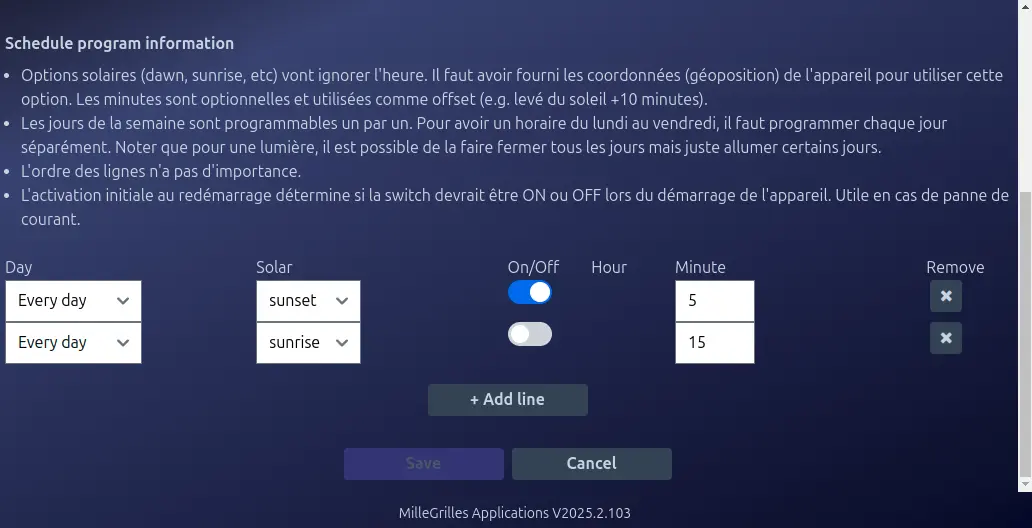 Schedule program information
• Options solaires (dawn, sunrise, etc) vont ignorer l'heure. Il faut avoir fourni les coordonnées (géoposition) de l'appareil pour utiliser cette
option. Les minutes sont optionnelles et utilisées comme offset (e.g. levé du soleil +10 minutes).
• Les jours de la semaine sont programmables un par un. Pour avoir un horaire du lundi au vendredi, il faut programmer chaque jour
séparément. Noter que pour une lumière, il est possible de la faire fermer tous les jours mais juste allumer certains jours.
• L'ordre des lignes n'a pas d'importance.
• L'activation initiale au redémarrage détermine si la switch devrait être ON ou OFF lors du démarrage de l'appareil. Utile en cas de panne de
courant.
Day Solar On/Off Hour Minute Remove
Every day sunset 5
Every day sunrise 15
+ Add line
Save Cancel
MilleGrilles Applications V2025.2.103